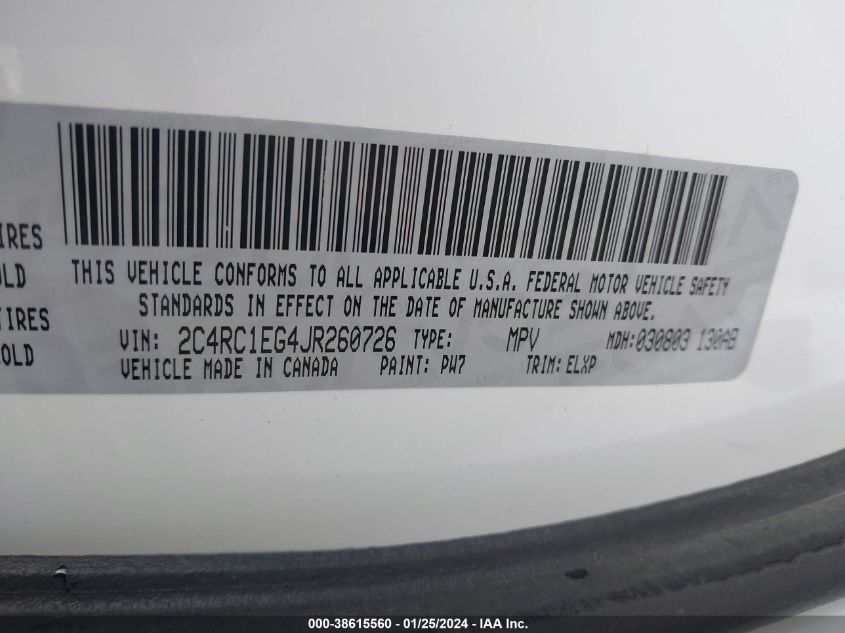 IRES
OLD
TIRES
OLD
THIS VEHICLE CONFORMS TO ALL APPLICABLE U.S.A. FEDERAL MOTOR VEHICLE SAFETY
STANDARDS IN EFFECT ON THE DATE OF MANUFACTURE SHOWN ABOVE.
VIN: 2C4RC1EG4JR260726 TYPE: MPV MDH:030803 130AB
VEHICLE MADE IN CANADA PAINT: PW7 TRIM: ELXP
000-38615560 - 01/25/2024 - IAA Inc.